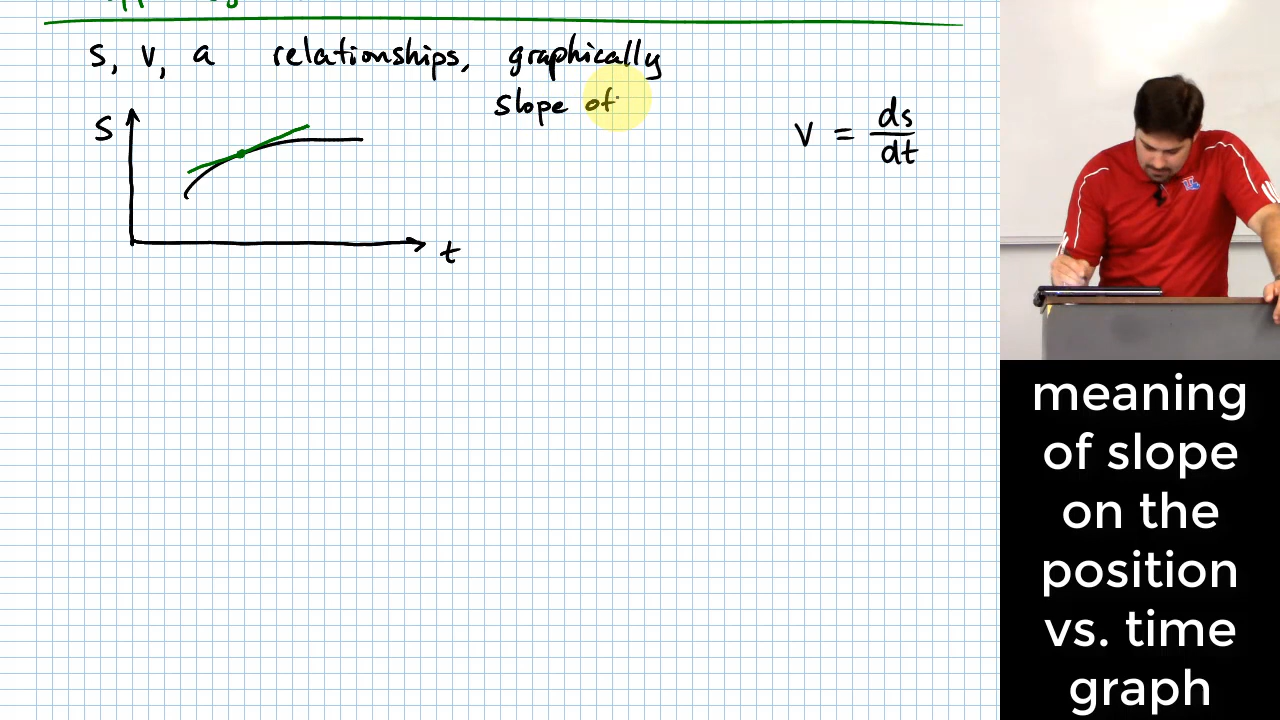 s, v, a relationships, graphically
slope of
S
v = ds/dt
t
meaning
of slope
on the
position
vs. time
graph